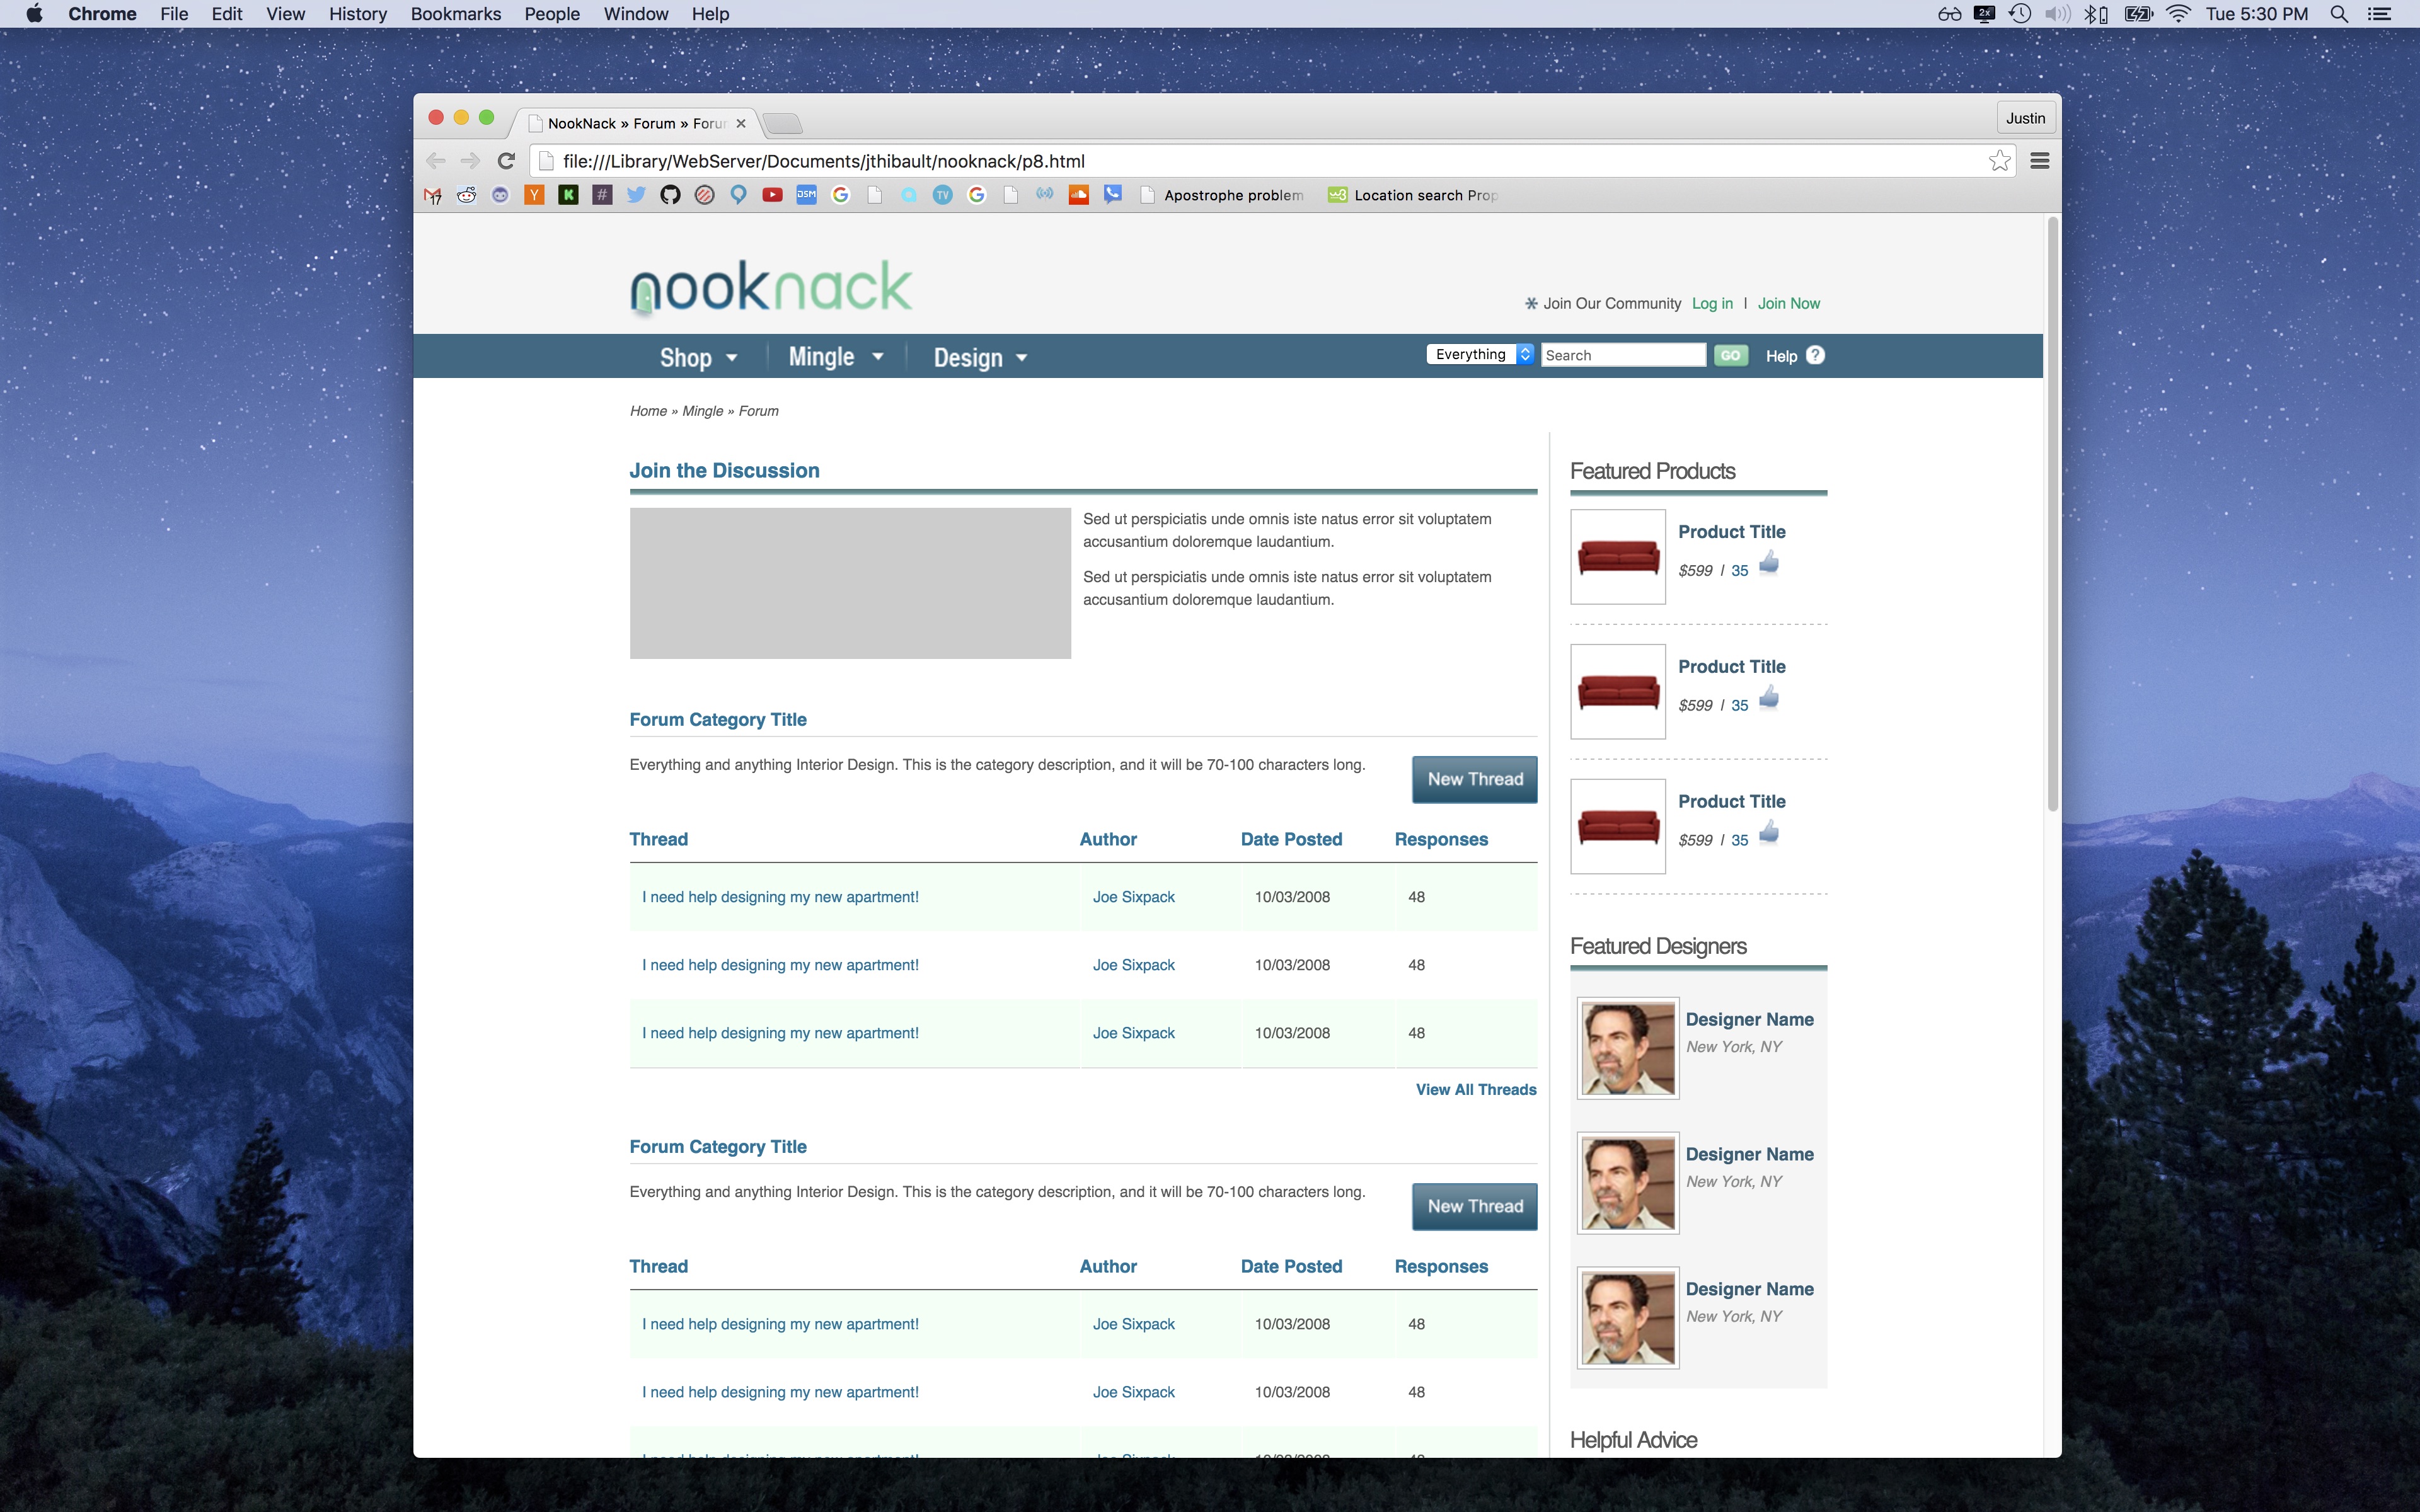 Chrome File Edit View History Bookmarks People Window Help 2x Tue 5:30 PM
NookNack » Forum » Foru Justin
file:///Library/WebServer/Documents/jthibault/nooknack/p8.html
17 Y K # DSM G TV G w3 Apostrophe problem Location search Prop
nooknack
Join Our Community Log in | Join Now
Shop Mingle Design Everything Search GO Help ?
Home » Mingle » Forum
Join the Discussion
Sed ut perspiciatis unde omnis iste natus error sit voluptatem
accusantium doloremque laudantium.
Sed ut perspiciatis unde omnis iste natus error sit voluptatem
accusantium doloremque laudantium.
Forum Category Title
Everything and anything Interior Design. This is the category description, and it will be 70-100 characters long.
New Thread
Thread Author Date Posted Responses
I need help designing my new apartment! Joe Sixpack 10/03/2008 48
I need help designing my new apartment! Joe Sixpack 10/03/2008 48
I need help designing my new apartment! Joe Sixpack 10/03/2008 48
View All Threads
Forum Category Title
Everything and anything Interior Design. This is the category description, and it will be 70-100 characters long.
New Thread
Thread Author Date Posted Responses
I need help designing my new apartment! Joe Sixpack 10/03/2008 48
I need help designing my new apartment! Joe Sixpack 10/03/2008 48
Featured Products
Product Title
$599 / 35
Product Title
$599 / 35
Product Title
$599 / 35
Featured Designers
Designer Name
New York, NY
Designer Name
New York, NY
Designer Name
New York, NY
Helpful Advice